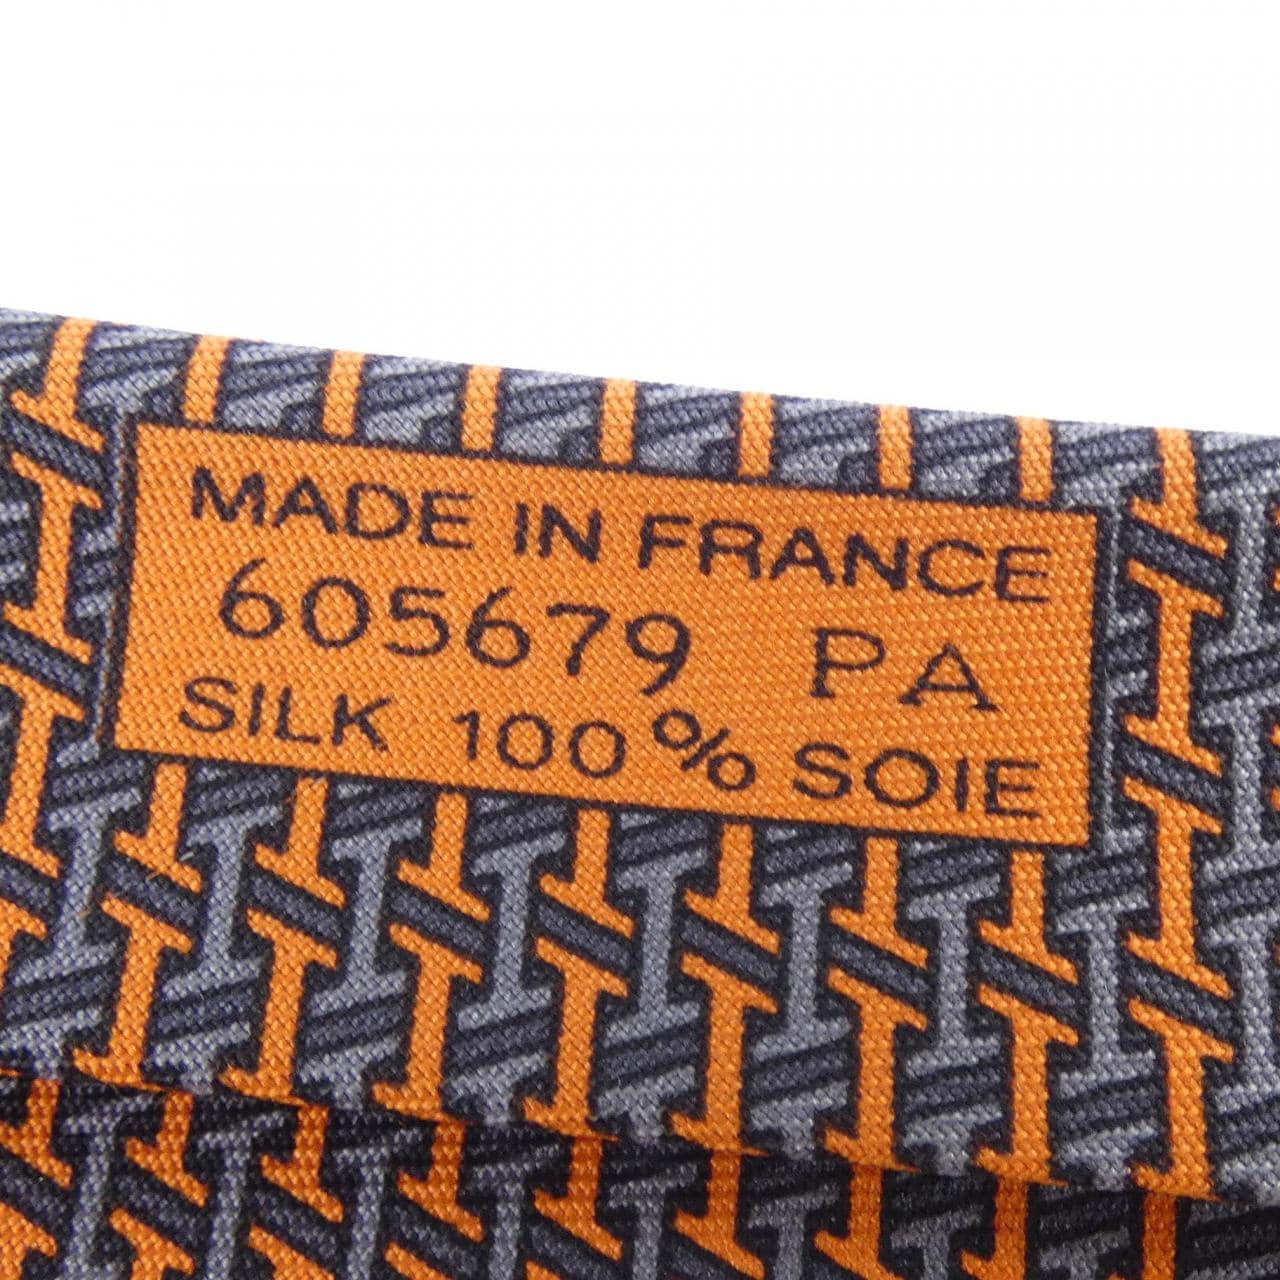 MADE IN FRANCE
605679 PA
SILK 100% SOIE